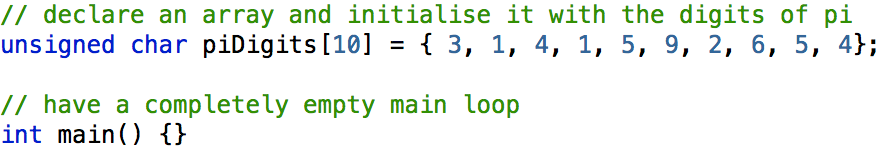 // declare an array and initialise it with the digits of pi
unsigned char piDigits[10] = { 3, 1, 4, 1, 5, 9, 2, 6, 5, 4};
// have a completely empty main loop
int main() {}